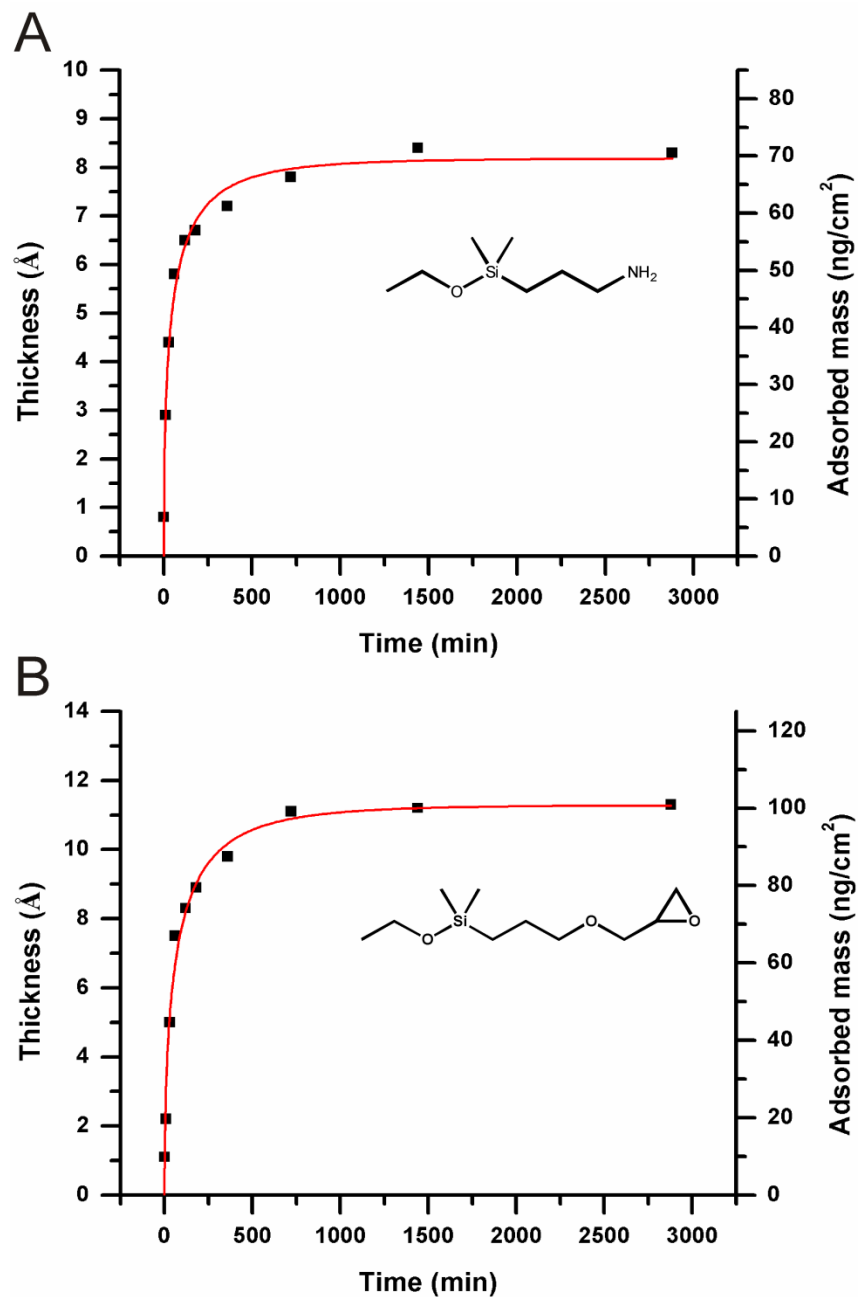 A
10
9
8
7
6
5
4
3
2
1
0
Thickness (Å)
80
70
60
50
40
30
20
10
0
Adsorbed mass (ng/cm²)
Si
O
NH₂
0 500 1000 1500 2000 2500 3000
Time (min)
B
14
12
10
8
6
4
2
0
Thickness (Å)
120
100
80
60
40
20
0
Adsorbed mass (ng/cm²)
Si
O
O
O
0 500 1000 1500 2000 2500 3000
Time (min)